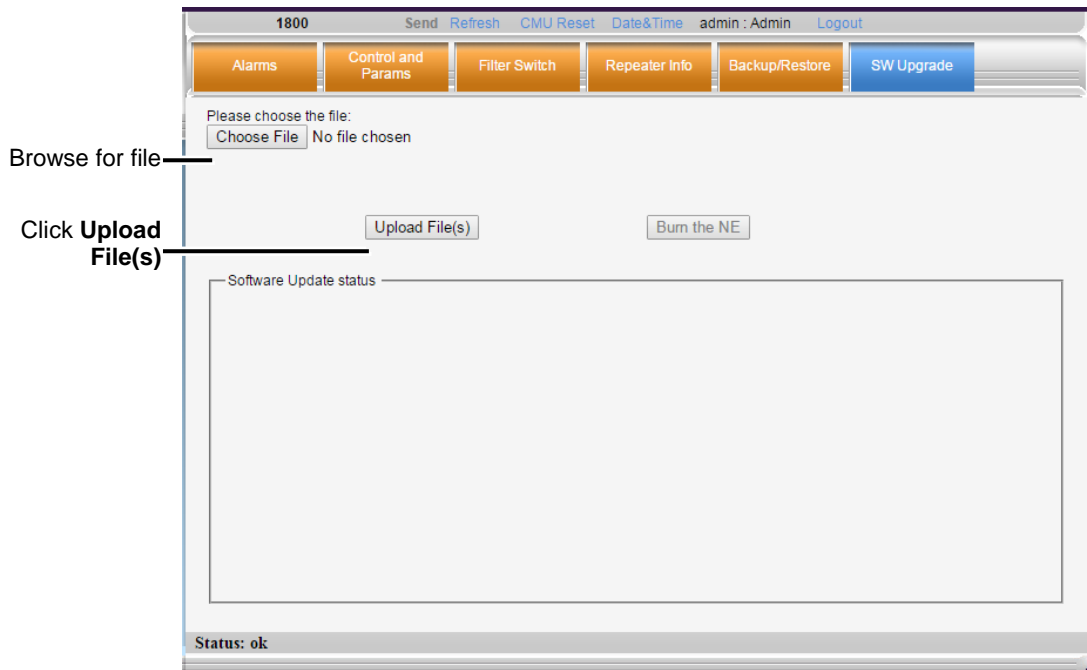 1800 Send Refresh CMU Reset Date&Time admin : Admin Logout
Alarms
Control and
Params
Filter Switch
Repeater Info
Backup/Restore
SW Upgrade
Please choose the file:
Choose File No file chosen
Browse for file
Click Upload
File(s)
Upload File(s)
Burn the NE
Software Update status
Status: ok